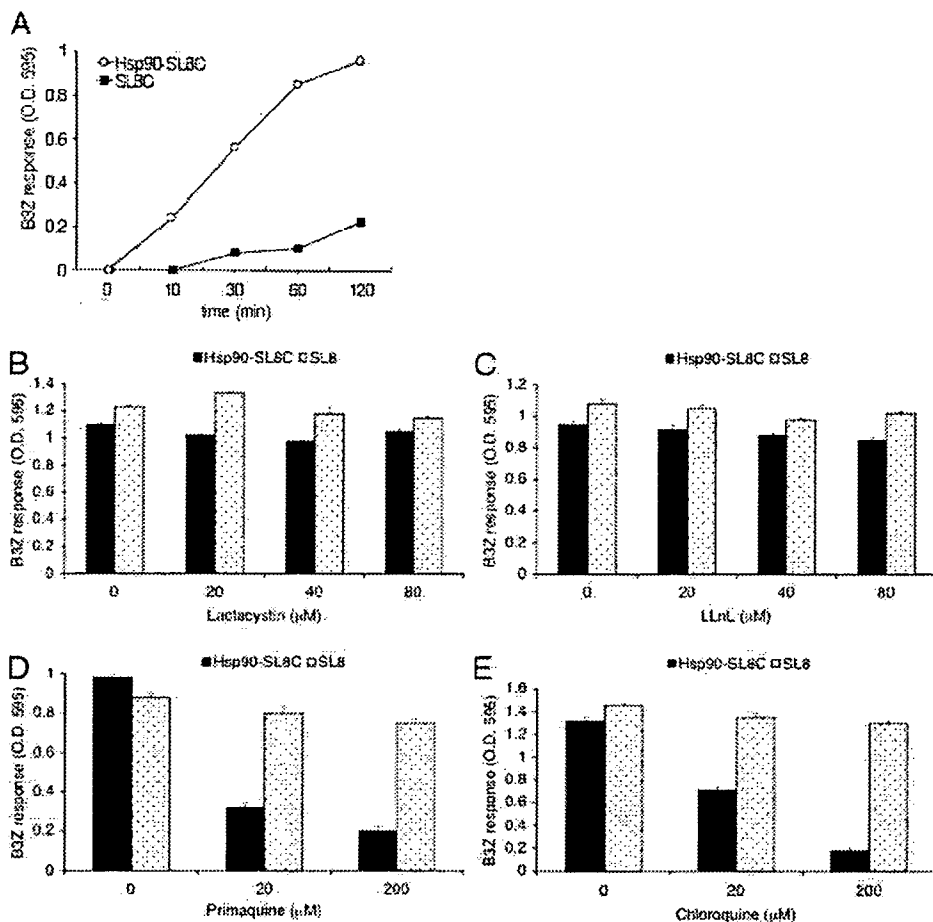 A
B3Z response (O.D. 595)
1
0.8
0.6
0.4
0.2
0
Hsp90-SL8C
SL8C
0 10 30 60 120
time (min)
B
Hsp90-SL8C SL8
B3Z response (O.D. 595)
1.4
1.2
1
0.8
0.6
0.4
0.2
0
0 20 40 80
Lactacystin (μM)
C
Hsp90-SL8C SL8
B3Z response (O.D. 595)
1.2
1
0.8
0.6
0.4
0.2
0
0 20 40 80
LLnL (μM)
D
Hsp90-SL8C SL8
B3Z response (O.D. 595)
1
0.8
0.6
0.4
0.2
0
0 20 200
Primaquine (μM)
E
Hsp90-SL8C SL8
B3Z response (O.D. 595)
1.6
1.4
1.2
1
0.8
0.6
0.4
0.2
0
0 20 200
Chloroquine (μM)